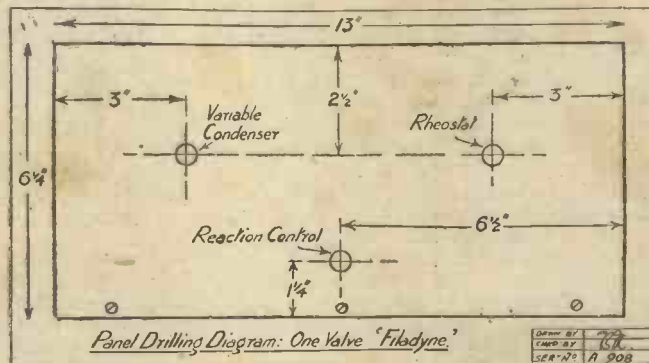 13"
3"
2½"
3"
Variable
Condenser
Rheostat
6¼"
6½"
Reaction Control
1¼"
Panel Drilling Diagram: One Valve 'Filadyne.'
DRAWN BY
CHKD BY
SER. No A 908